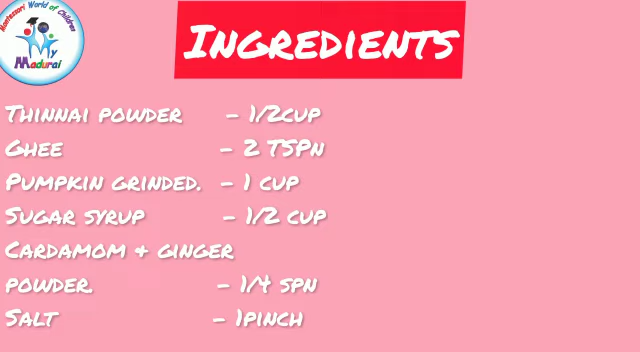 Montessori World of Children
My
Madurai
INGREDIENTS
THINNAI POWDER - 1/2CUP
GHEE - 2 TSPN
PUMPKIN GRINDED. - 1 CUP
SUGAR SYRUP - 1/2 CUP
CARDAMOM & GINGER
POWDER. - 1/4 SPN
SALT - 1PINCH